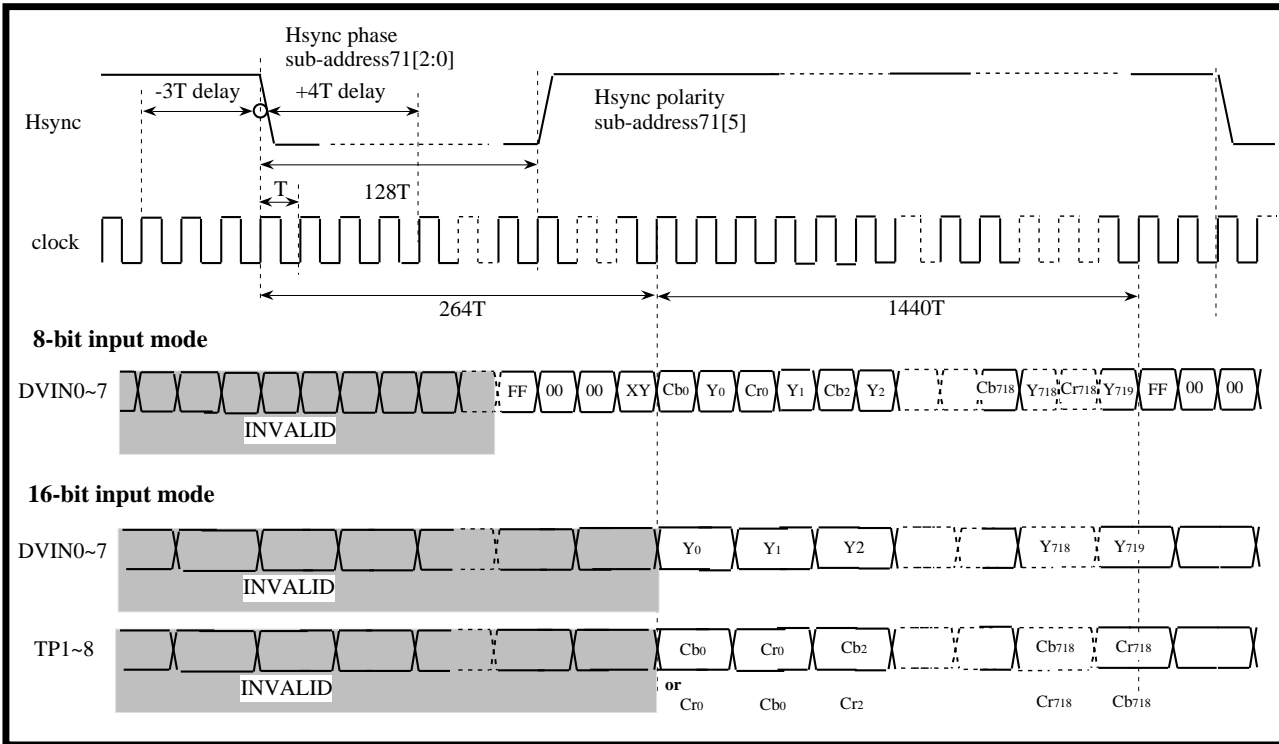 Hsync phase
sub-address71[2:0]
-3T delay
+4T delay
Hsync
Hsync polarity
sub-address71[5]
T
128T
clock
264T
1440T
8-bit input mode
DVIN0~7
FF 00 00 XY Cb0 Y0 Cr0 Y1 Cb2 Y2 Cb718 Y718 Cr718 Y719 FF 00 00
INVALID
16-bit input mode
DVIN0~7
Y0 Y1 Y2 Y718 Y719
INVALID
TP1~8
Cb0 Cr0 Cb2 Cb718 Cr718
INVALID
or
Cr0 Cb0 Cr2 Cr718 Cb718